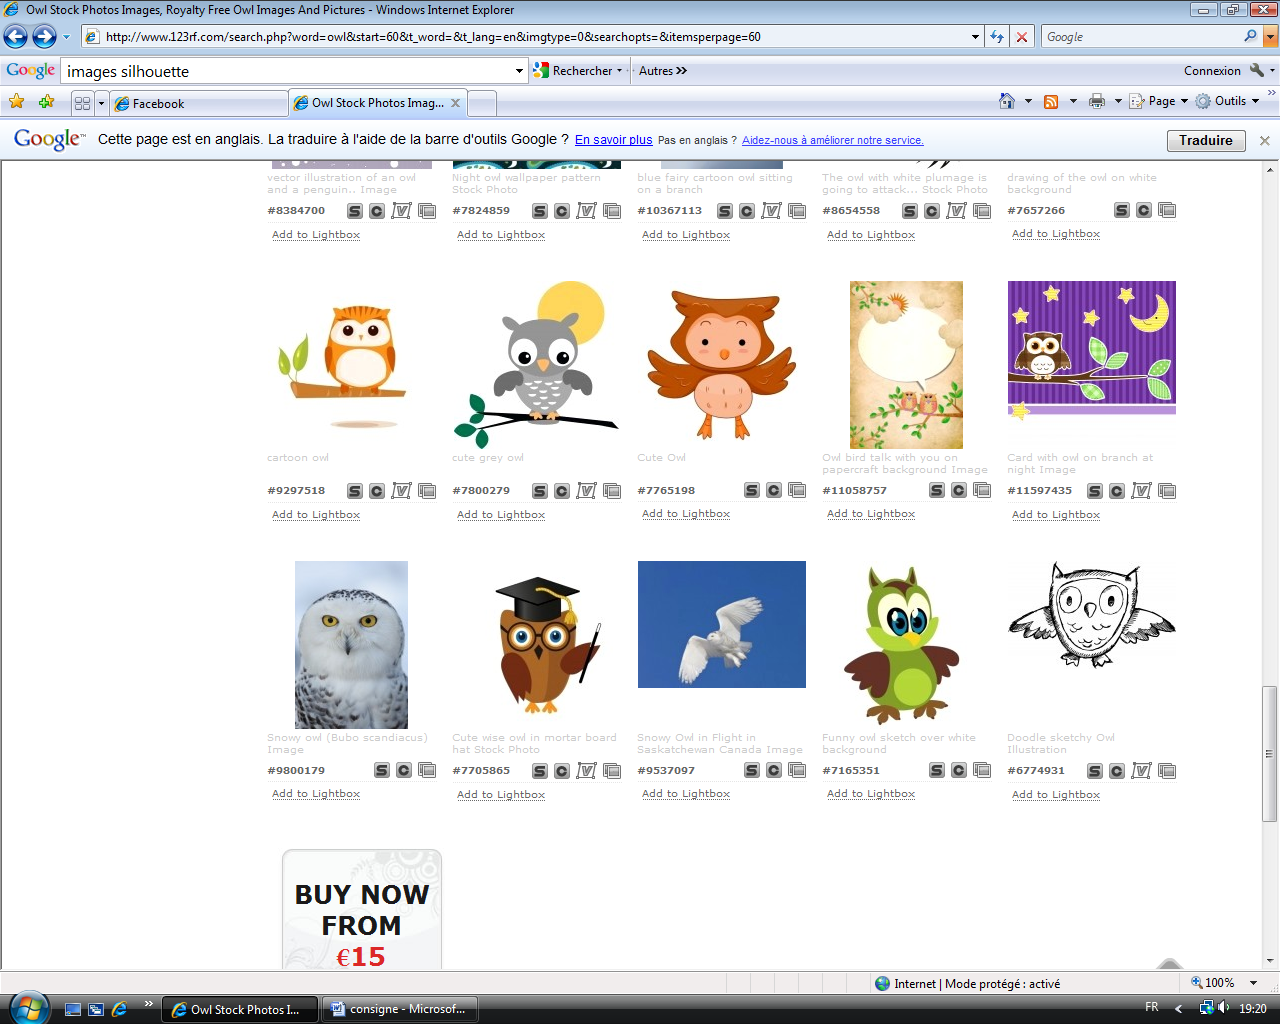 Owl Stock Photos Images, Royalty Free Owl Images And Pictures - Windows Internet Explorer
http://www.123rf.com/search.php?word=owl&start=60&t_word=&t_lang=en&imgtype=0&searchopts=&itemsperpage=60
Google
Google images silhouette Rechercher Autres Connexion
Facebook Owl Stock Photos Imag... Page Outils
Google™ Cette page est en anglais. La traduire à l'aide de la barre d'outils Google ? En savoir plus Pas en anglais ? Aidez-nous à améliorer notre service. Traduire
vector illustration of an owl and a penguin.. Image
#8384700 S C V
Add to Lightbox
Night owl wallpaper pattern Stock Photo
#7824859 S C V
Add to Lightbox
blue fairy cartoon owl sitting on a branch
#10367113 S C V
Add to Lightbox
The owl with white plumage is going to attack... Stock Photo
#8654558 S C V
Add to Lightbox
drawing of the owl on white background
#7657266 S C
Add to Lightbox
cartoon owl
#9297518 S C V
Add to Lightbox
cute grey owl
#7800279 S C V
Add to Lightbox
Cute Owl
#7765198 S C
Add to Lightbox
Owl bird talk with you on papercraft background Image
#11058757 S C
Add to Lightbox
Card with owl on branch at night Image
#11597435 S C V
Add to Lightbox
Snowy owl (Bubo scandiacus) Image
#9800179 S C
Add to Lightbox
Cute wise owl in mortar board hat Stock Photo
#7705865 S C V
Add to Lightbox
Snowy Owl in Flight in Saskatchewan Canada Image
#9537097 S C
Add to Lightbox
Funny owl sketch over white background
#7165351 S C
Add to Lightbox
Doodle sketchy Owl Illustration
#6774931 S C V
Add to Lightbox
BUY NOW
FROM
€15
Internet | Mode protégé : activé 100%
Owl Stock Photos I... consigne - Microsof... FR 19:20